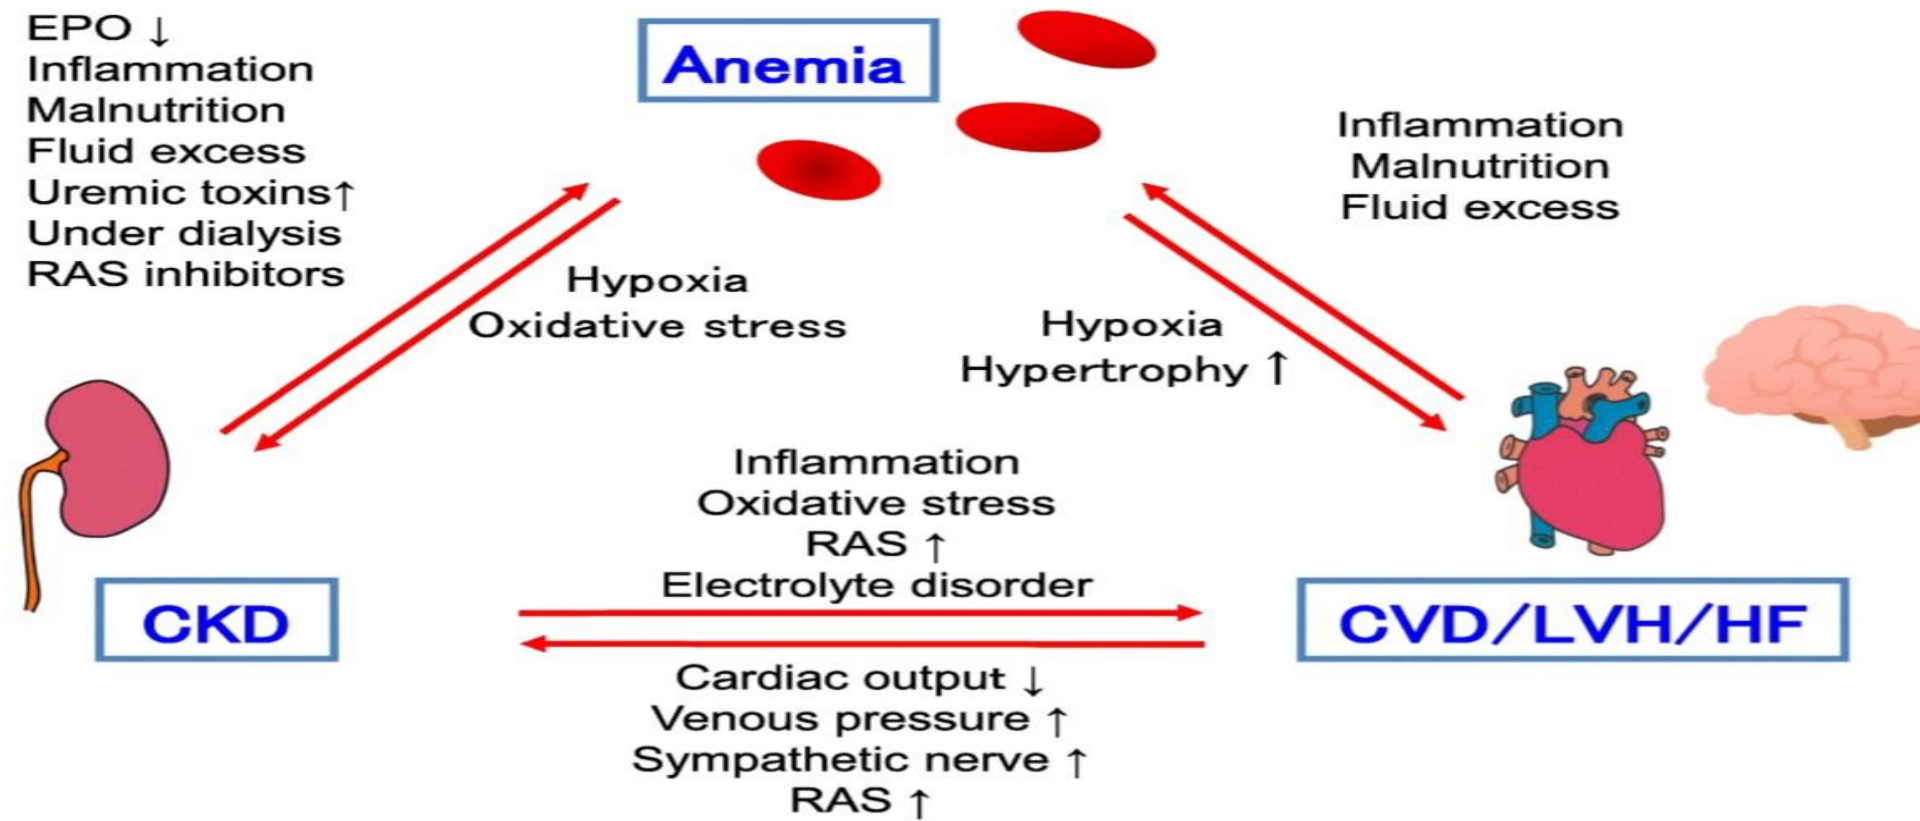 EPO ↓
Inflammation
Malnutrition
Fluid excess
Uremic toxins↑
Under dialysis
RAS inhibitors
Anemia
Inflammation
Malnutrition
Fluid excess
Hypoxia
Oxidative stress
Hypoxia
Hypertrophy ↑
Inflammation
Oxidative stress
RAS ↑
Electrolyte disorder
CKD
CVD/LVH/HF
Cardiac output ↓
Venous pressure ↑
Sympathetic nerve ↑
RAS ↑